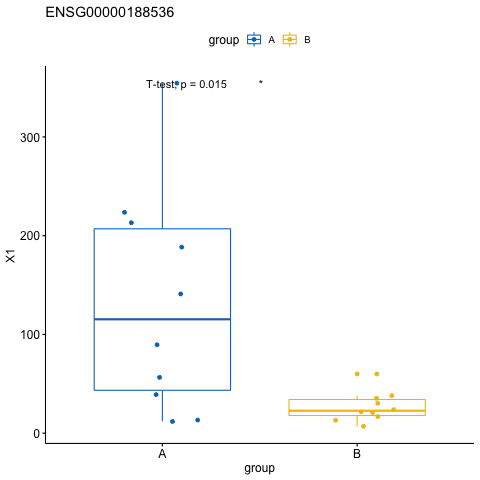 ENSG00000188536
group A B
T-test, p = 0.015 *
X1
300
200
100
0
A B
group